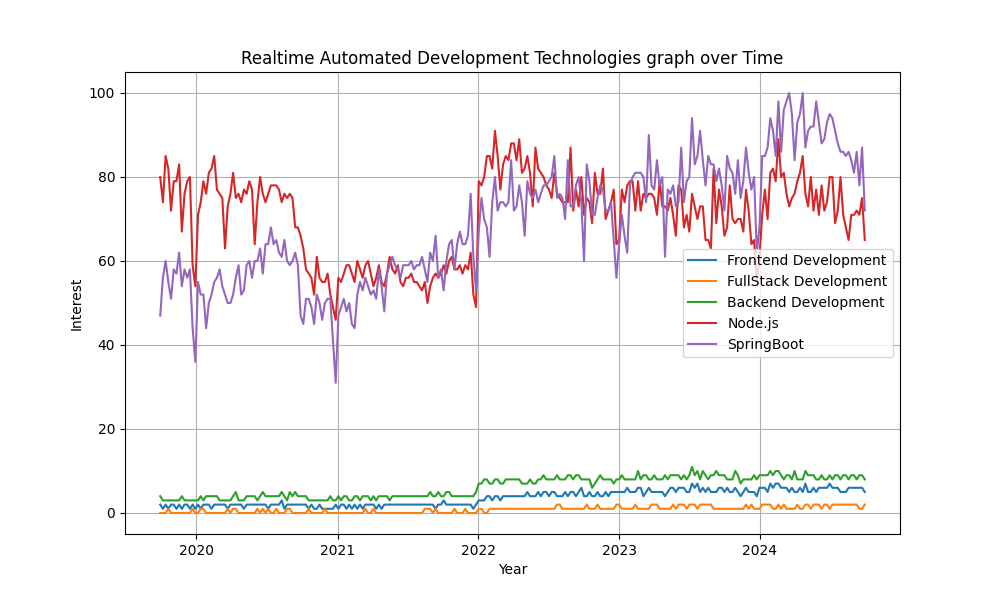 Realtime Automated Development Technologies graph over Time
100
80
60
40
20
0
Interest
Frontend Development
FullStack Development
Backend Development
Node.js
SpringBoot
2020 2021 2022 2023 2024
Year